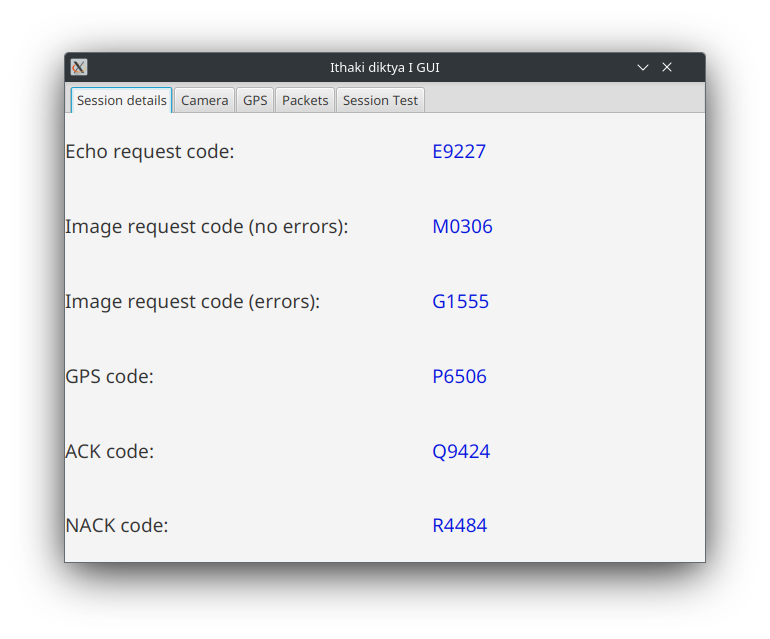 Ithaki diktya I GUI
Session details Camera GPS Packets Session Test
Echo request code: E9227
Image request code (no errors): M0306
Image request code (errors): G1555
GPS code: P6506
ACK code: Q9424
NACK code: R4484